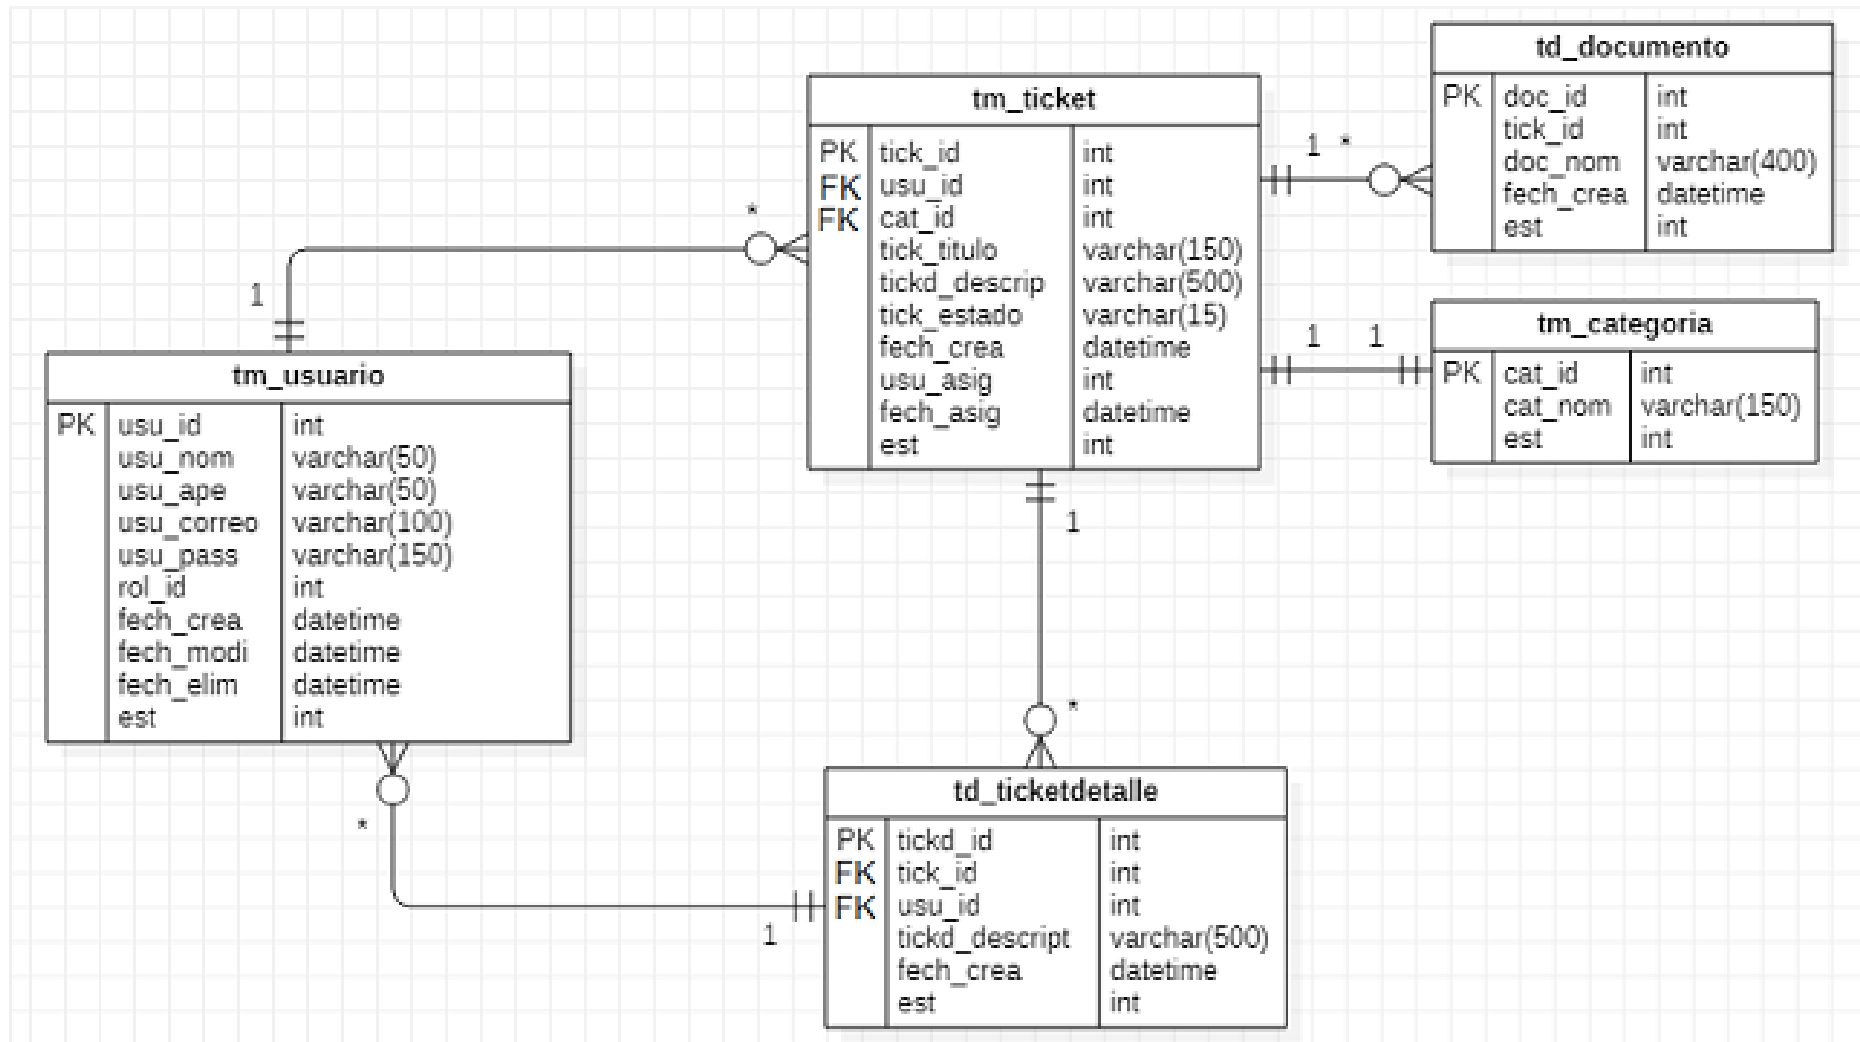 td_documento
PK doc_id int
tick_id int
doc_nom varchar(400)
fech_crea datetime
est int
tm_ticket
PK tick_id int
FK usu_id int
FK cat_id int
tick_titulo varchar(150)
tickd_descrip varchar(500)
tick_estado varchar(15)
fech_crea datetime
usu_asig int
fech_asig datetime
est int
1 *
*
1
1 1
tm_categoria
PK cat_id int
cat_nom varchar(150)
est int
tm_usuario
PK usu_id int
usu_nom varchar(50)
usu_ape varchar(50)
usu_correo varchar(100)
usu_pass varchar(150)
rol_id int
fech_crea datetime
fech_modi datetime
fech_elim datetime
est int
1
*
*
1
td_ticketdetalle
PK tickd_id int
FK tick_id int
FK usu_id int
tickd_descript varchar(500)
fech_crea datetime
est int